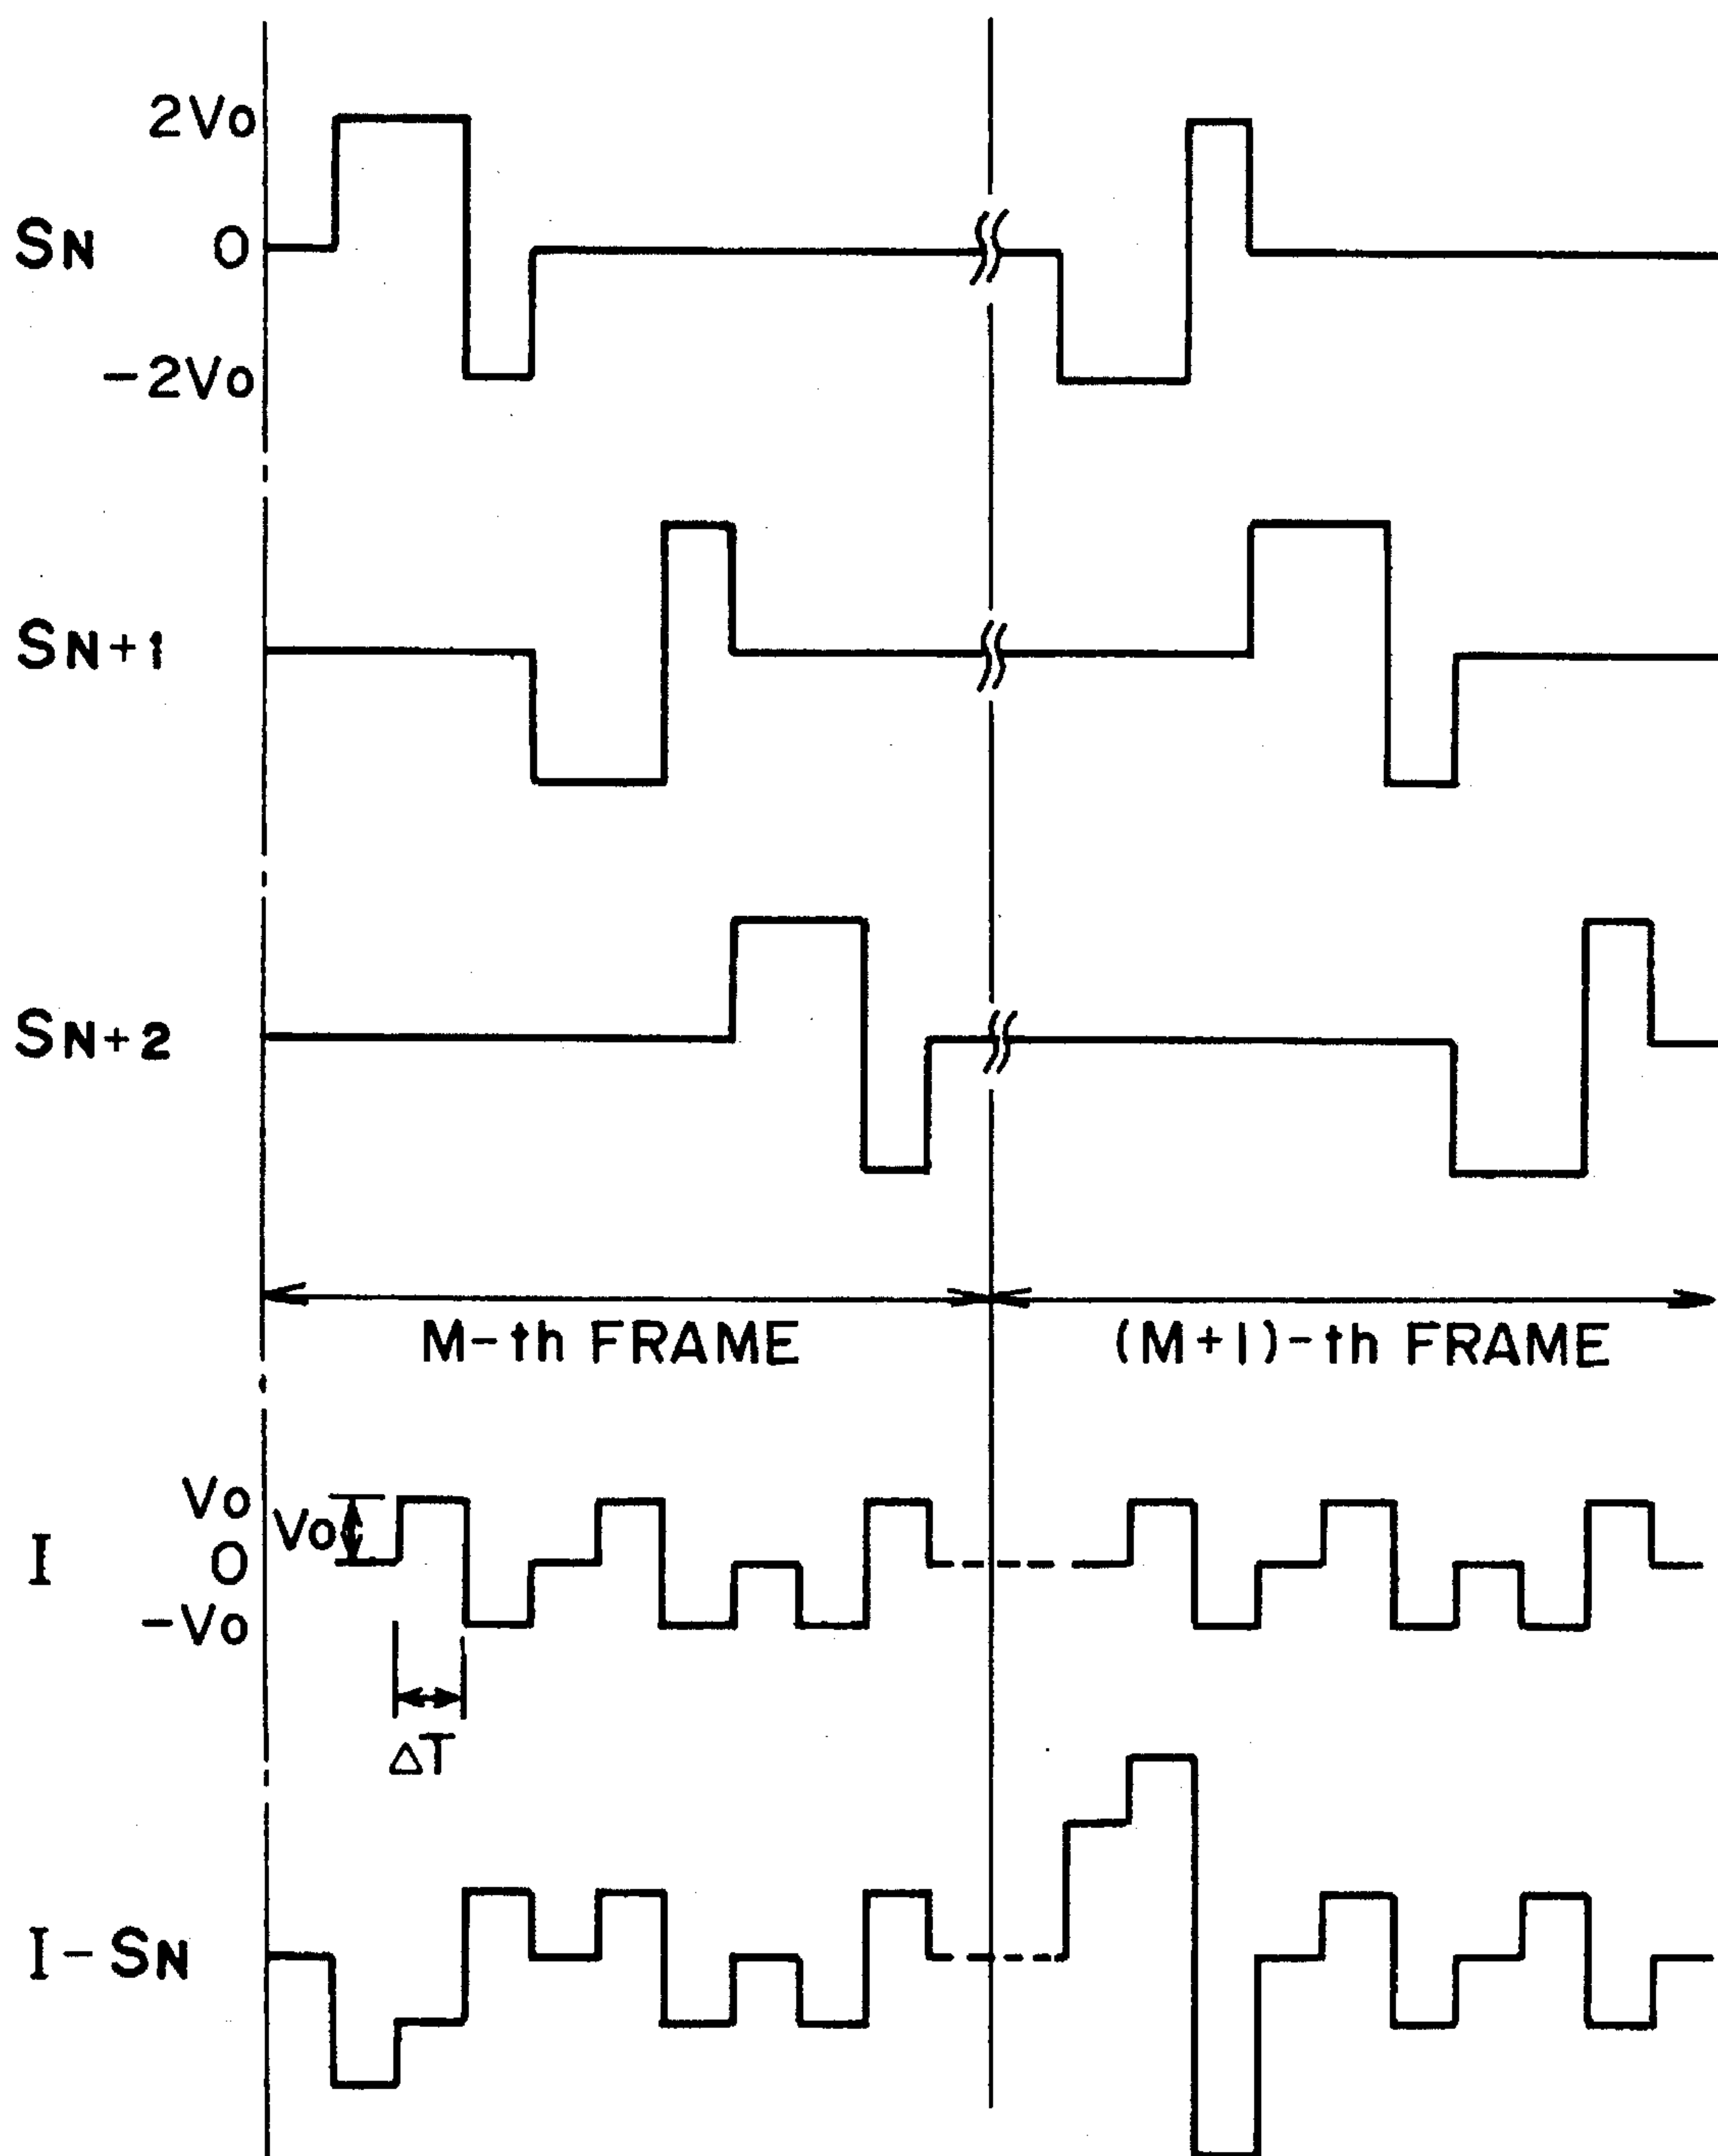 2Vo
SN 0
-2Vo
SN+1
SN+2
M-th FRAME (M+1)-th FRAME
Vo
Vo
I 0
-Vo
ΔT
I-SN